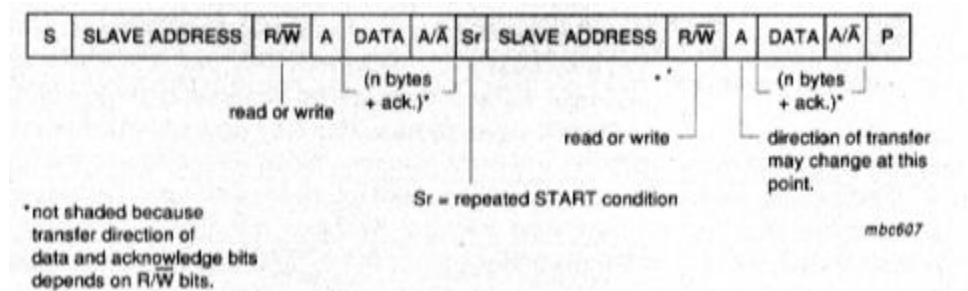 S SLAVE ADDRESS R/W̅ A DATA A/A̅ Sr SLAVE ADDRESS R/W̅ A DATA A/A̅ P
(n bytes
+ ack.)*
read or write
(n bytes
+ ack.)*
read or write
direction of transfer
may change at this
point.
Sr = repeated START condition
*not shaded because
transfer direction of
data and acknowledge bits
depends on R/W̅ bits.
mbc607